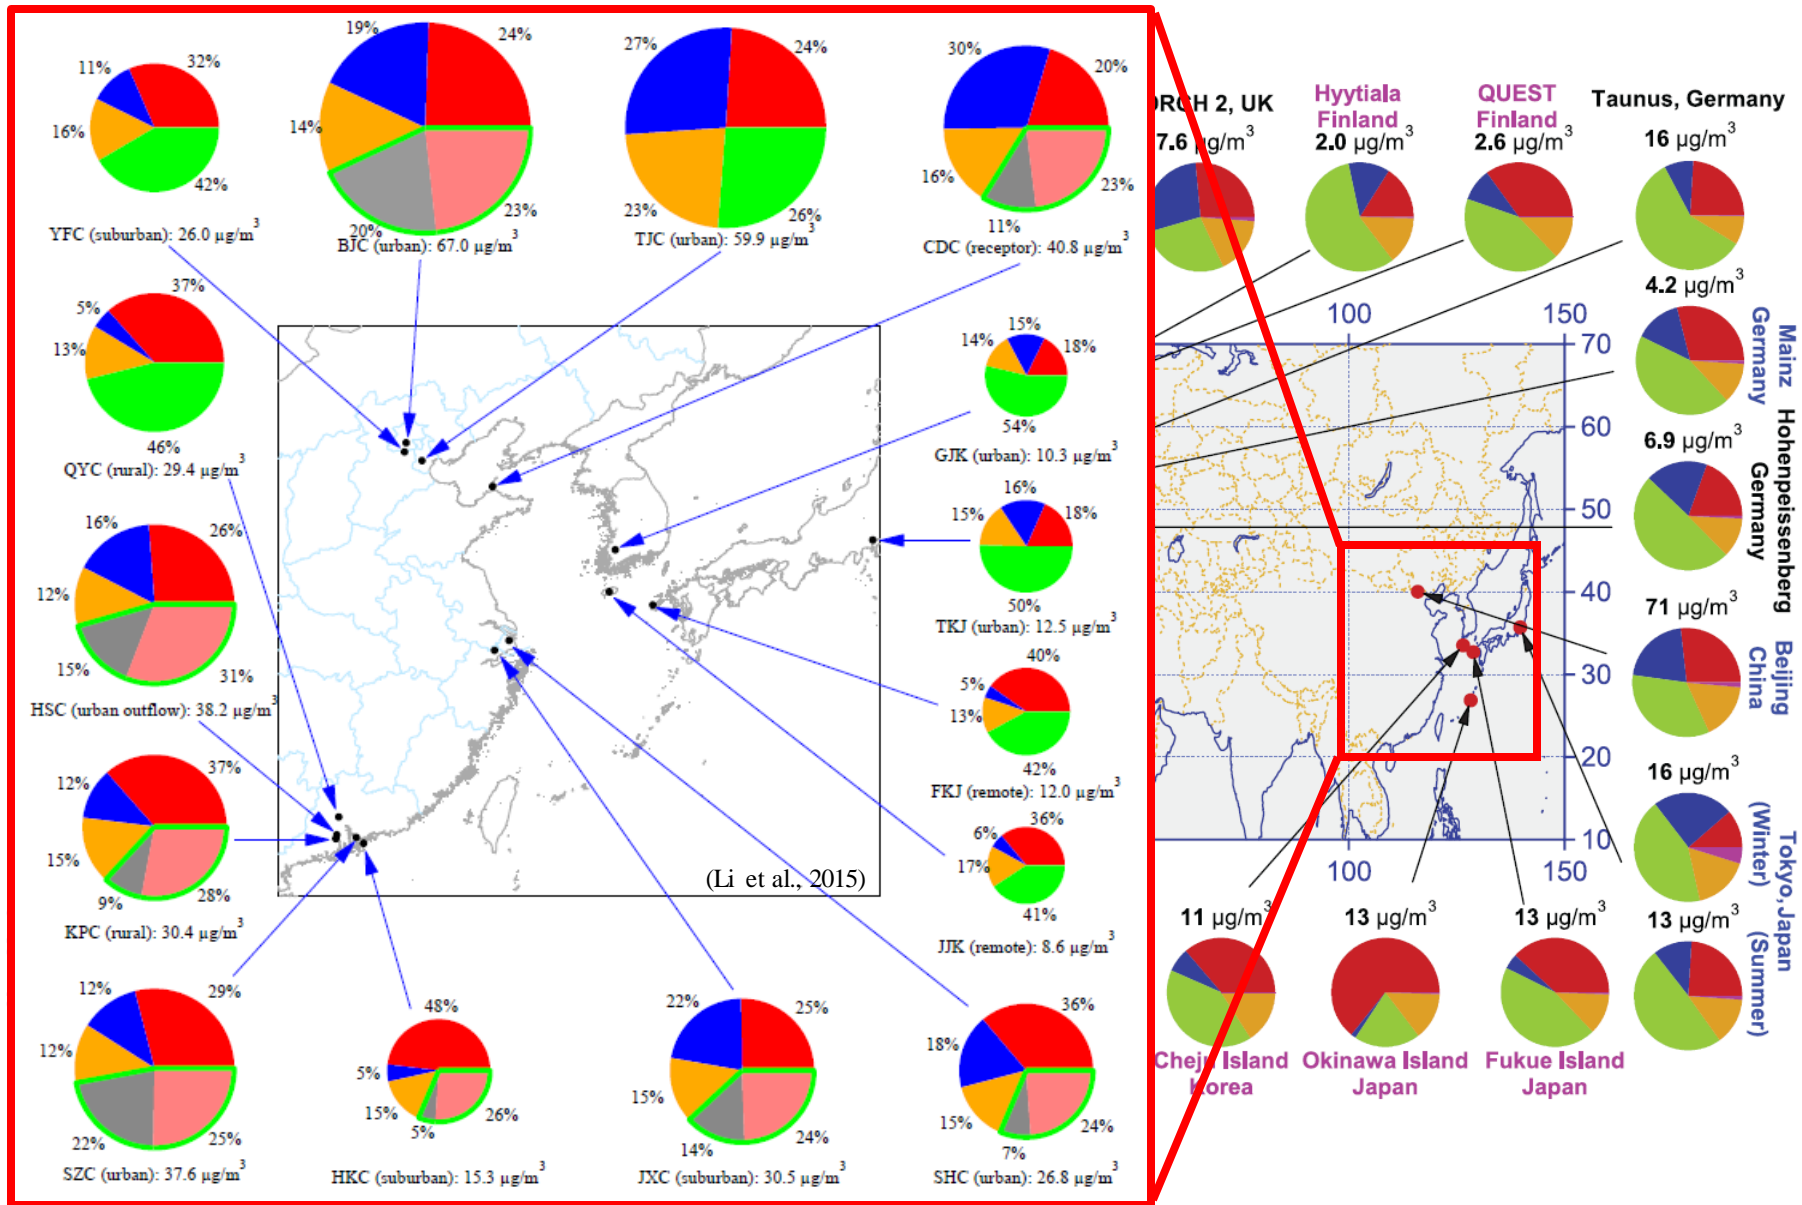 19%
24%
27%
24%
30%
20%
11%
32%
14%
16%
42%
20%
23%
23%
26%
16%
11%
23%
YFC (suburban): 26.0 µg/m3
BJC (urban): 67.0 µg/m3
TJC (urban): 59.9 µg/m3
CDC (receptor): 40.8 µg/m3
37%
5%
13%
46%
QYC (rural): 29.4 µg/m3
15%
14%
18%
54%
GJK (urban): 10.3 µg/m3
16%
26%
12%
15%
31%
HSC (urban outflow): 38.2 µg/m3
16%
15%
18%
50%
TKJ (urban): 12.5 µg/m3
40%
5%
13%
42%
FKJ (remote): 12.0 µg/m3
37%
12%
15%
9%
28%
KPC (rural): 30.4 µg/m3
36%
6%
17%
41%
JJK (remote): 8.6 µg/m3
(Li et al., 2015)
12%
29%
12%
22%
25%
SZC (urban): 37.6 µg/m3
48%
5%
15%
5%
26%
HKC (suburban): 15.3 µg/m3
22%
25%
15%
14%
24%
JXC (suburban): 30.5 µg/m3
36%
18%
15%
7%
24%
SHC (urban): 26.8 µg/m3
ORCH 2, UK
7.6 µg/m3
Hyytiala
Finland
2.0 µg/m3
QUEST
Finland
2.6 µg/m3
Taunus, Germany
16 µg/m3
4.2 µg/m3
Mainz
Germany
6.9 µg/m3
Hohenpeissenberg
Germany
71 µg/m3
Beijing
China
16 µg/m3
Tokyo, Japan
(Winter)
13 µg/m3
(Summer)
100
150
70
60
50
40
30
20
10
100
150
11 µg/m3
13 µg/m3
13 µg/m3
Cheju Island
Korea
Okinawa Island
Japan
Fukue Island
Japan